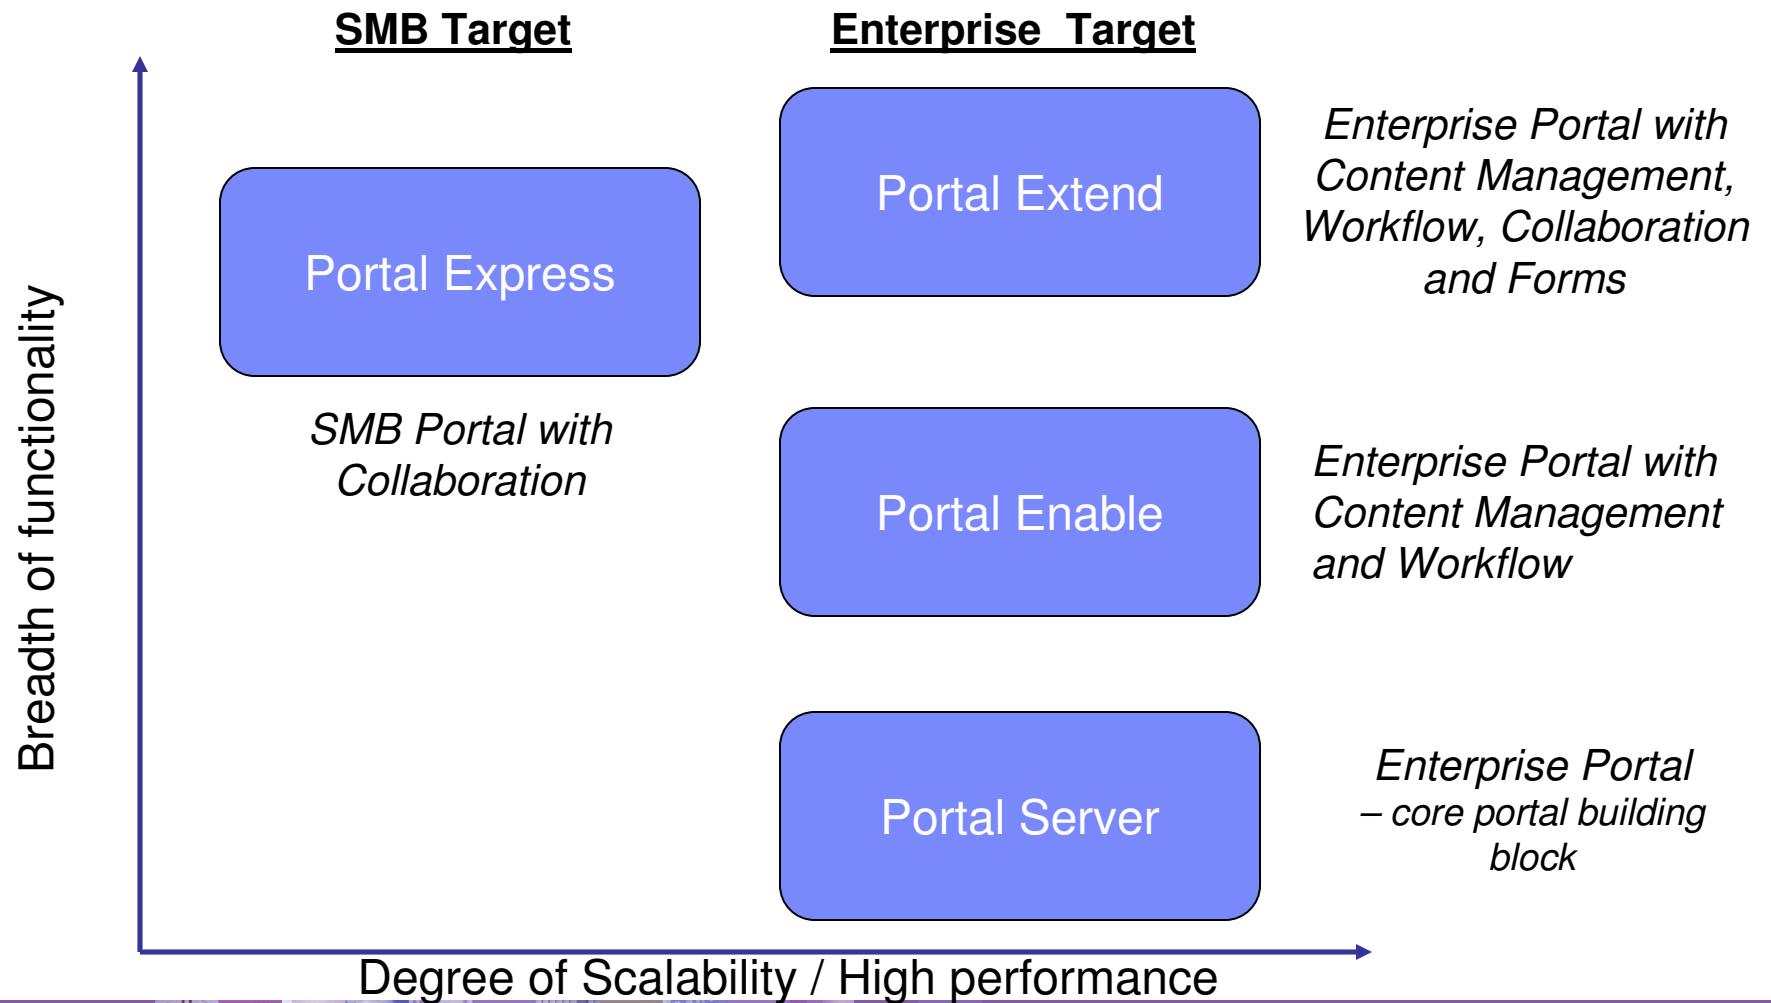 SMB Target
Enterprise  Target
Breadth of functionality
Portal Express
SMB Portal with
Collaboration
Portal Extend
Enterprise Portal with
Content Management,
Workflow, Collaboration
and Forms
Portal Enable
Enterprise Portal with
Content Management
and Workflow
Portal Server
Enterprise Portal
– core portal building
block
Degree of Scalability / High performance